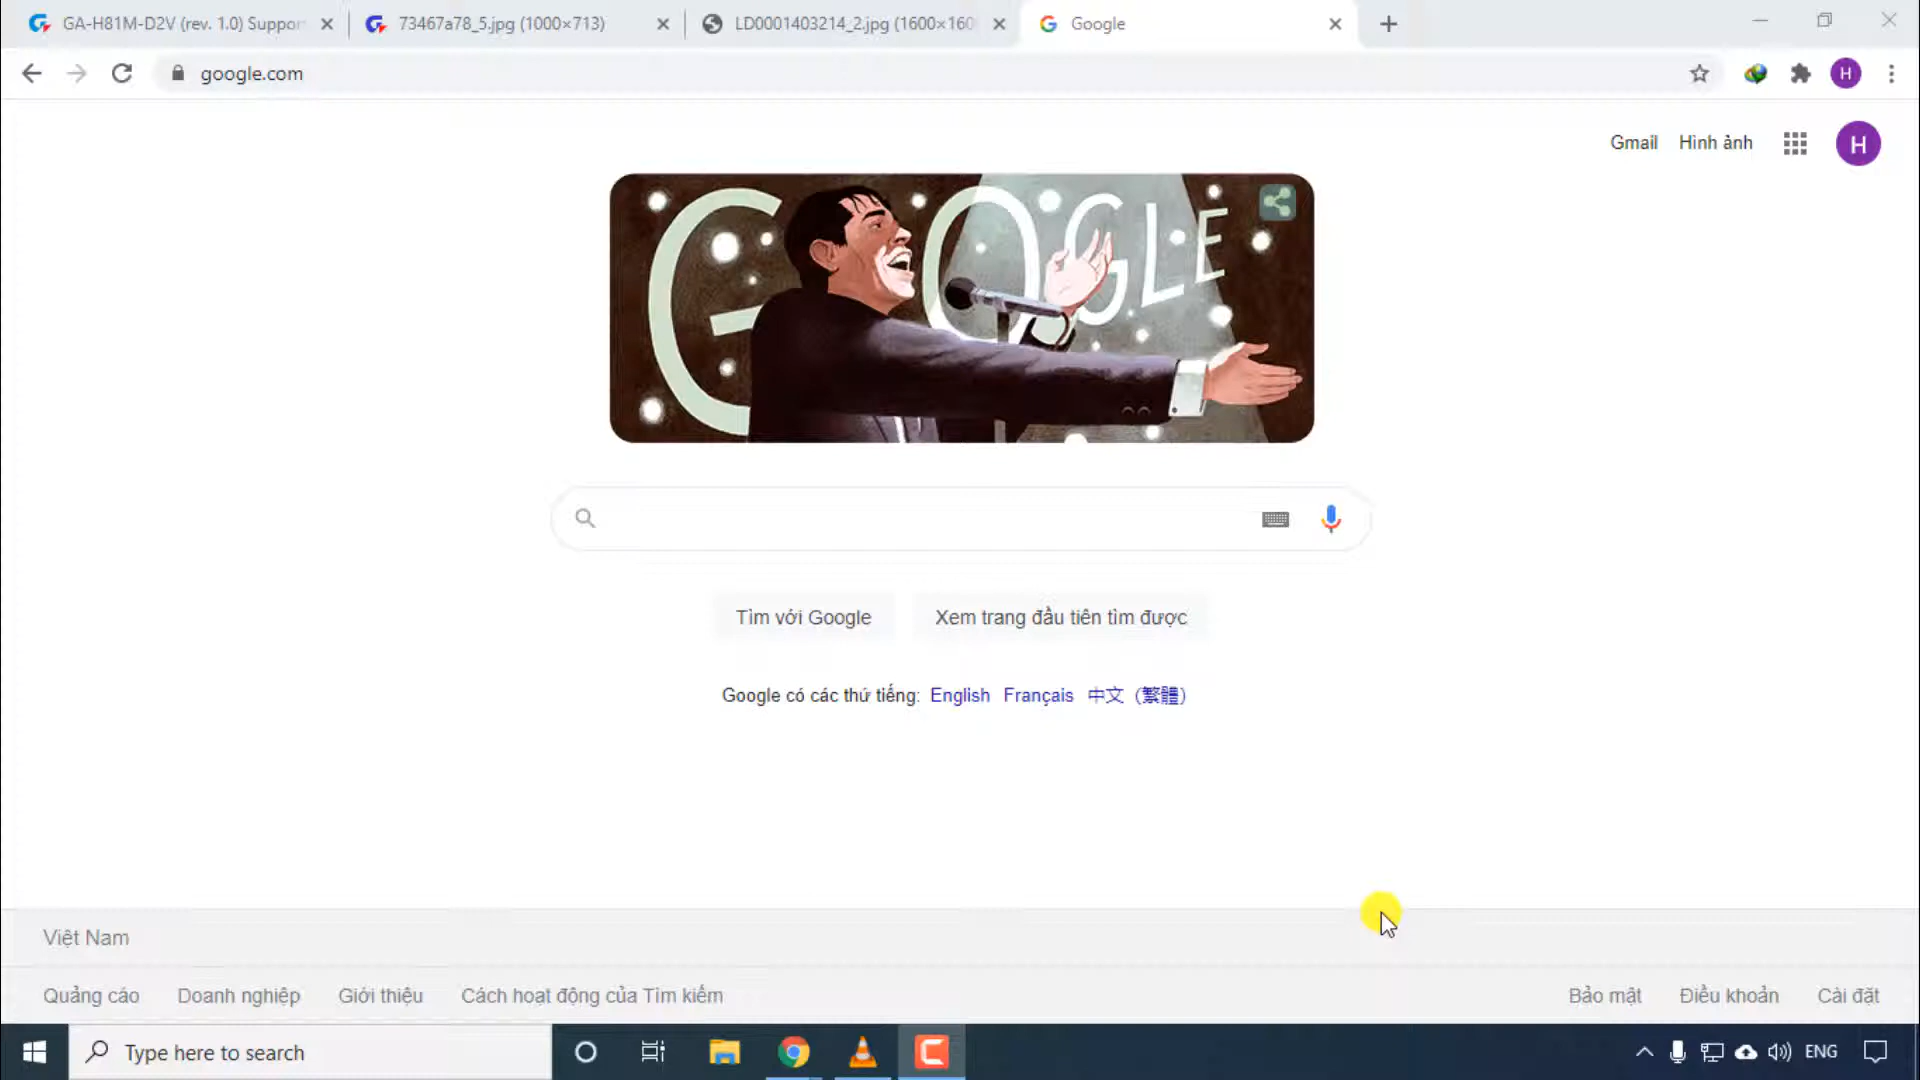 GA-H81M-D2V (rev. 1.0) Suppor
73467a78_5.jpg (1000×713)
LD0001403214_2.jpg (1600×160
Google
google.com
H
Gmail
Hình ảnh
H
GOOGLE
Tìm với Google
Xem trang đầu tiên tìm được
Google có các thứ tiếng: English Français 中文 (繁體)
Việt Nam
Quảng cáo
Doanh nghiệp
Giới thiệu
Cách hoạt động của Tìm kiếm
Bảo mật
Điều khoản
Cài đặt
Type here to search
ENG